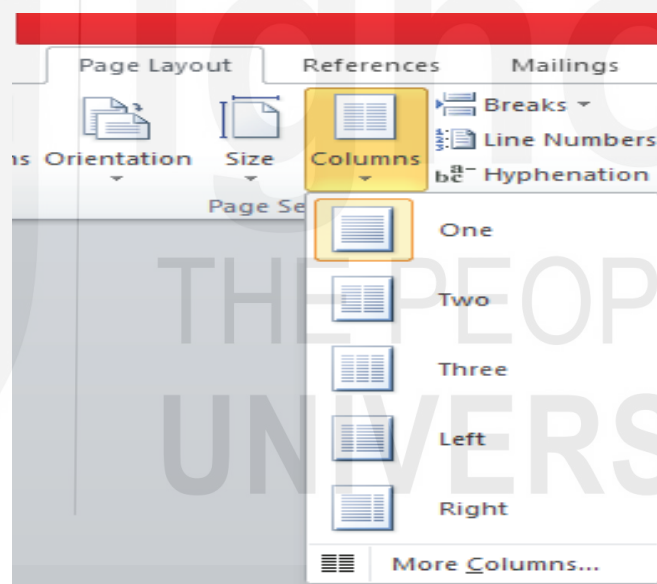 Page Layout References Mailings
Breaks
Line Numbers
ns Orientation Size Columns
Hyphenation
Page Se
One
Two
Three
Left
Right
More Columns...
THE PEOP
UNIVERS